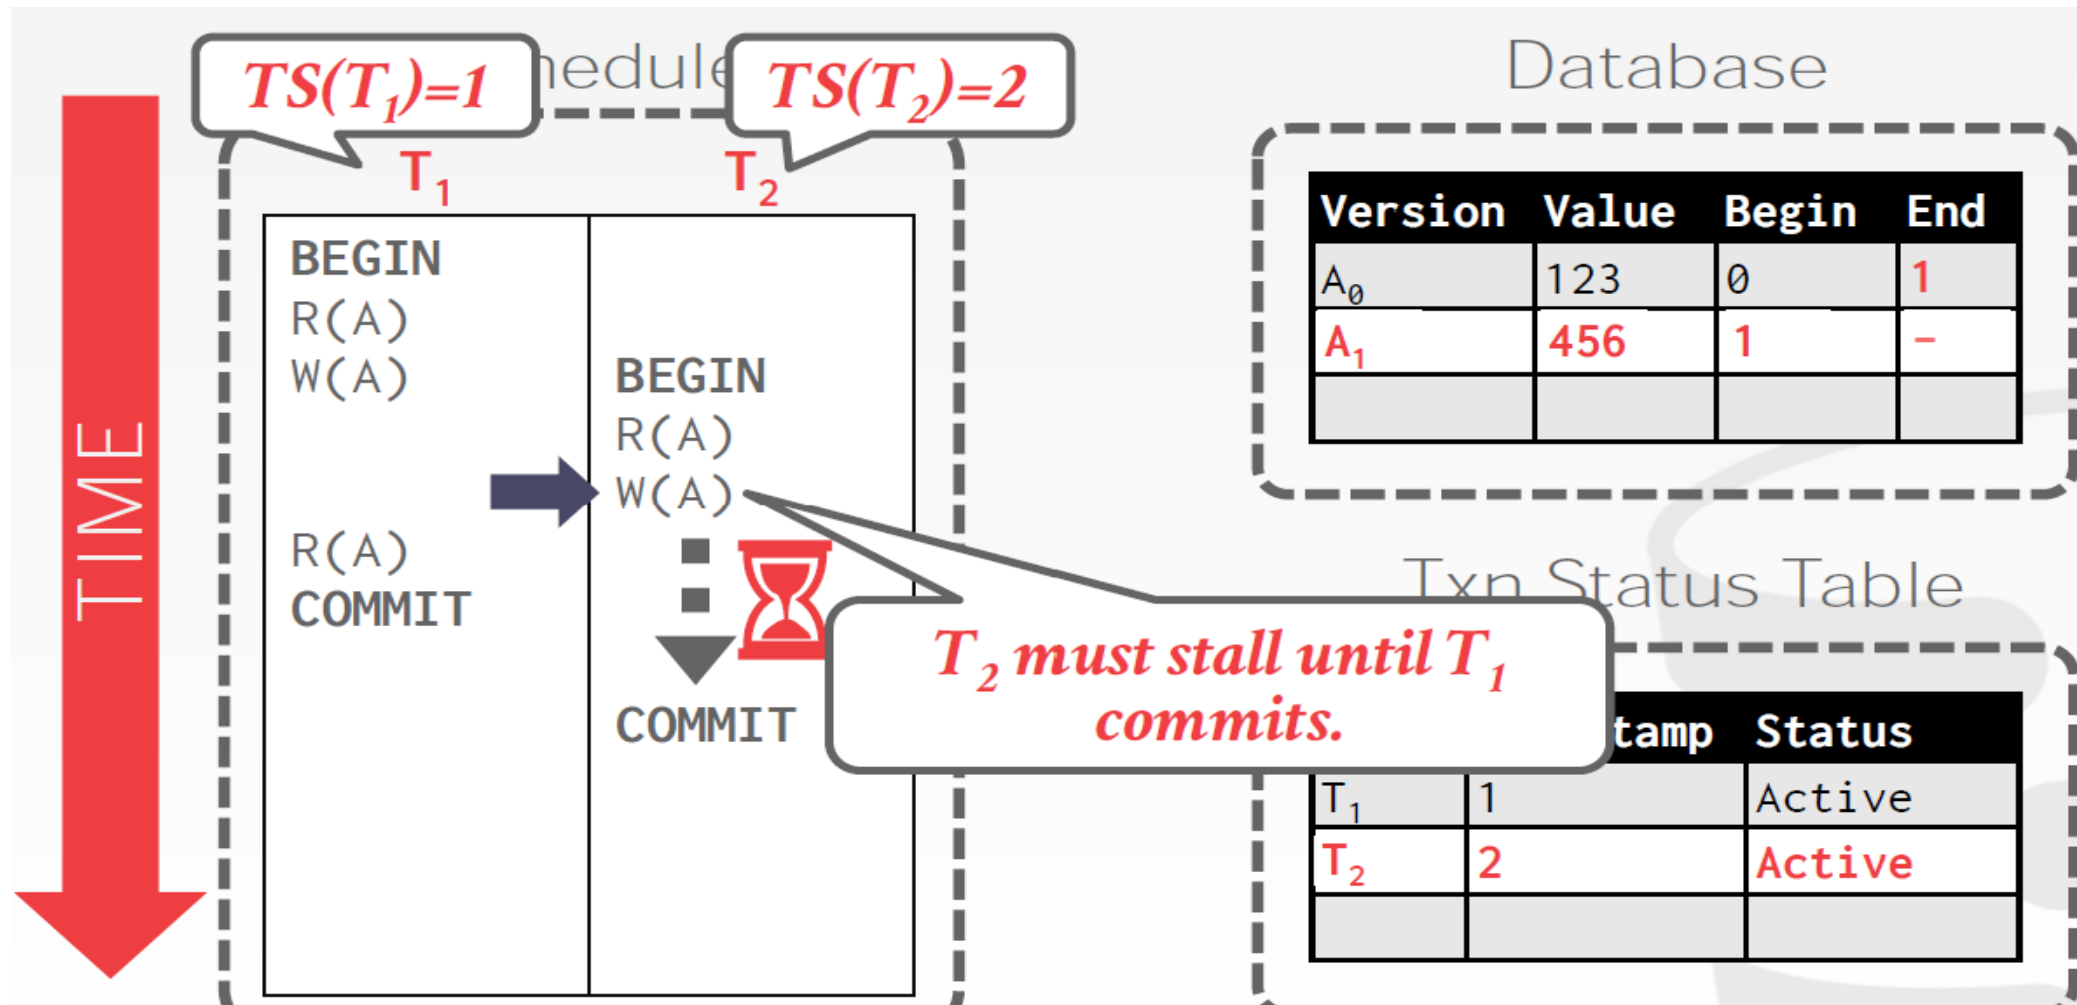 TS(T₁)=1
TS(T₂)=2
T₁ T₂
BEGIN
R(A)
W(A)
R(A)
COMMIT
BEGIN
R(A)
W(A)
COMMIT
TIME
T₂ must stall until T₁
commits.
Database
Version Value Begin End
A₀ 123 0 1
A₁ 456 1 -
Txn Status Table
Status
T₁ 1 Active
T₂ 2 Active